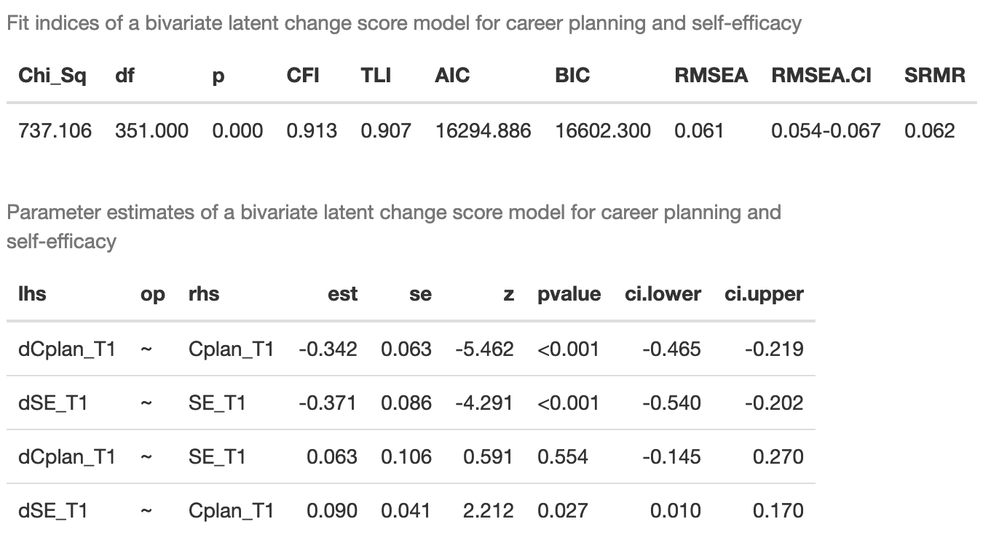 Fit indices of a bivariate latent change score model for career planning and self-efficacy
Chi_Sq df p CFI TLI AIC BIC RMSEA RMSEA.CI SRMR
737.106 351.000 0.000 0.913 0.907 16294.886 16602.300 0.061 0.054-0.067 0.062
Parameter estimates of a bivariate latent change score model for career planning and
self-efficacy
lhs op rhs est se z pvalue ci.lower ci.upper
dCplan_T1 ~ Cplan_T1 -0.342 0.063 -5.462 <0.001 -0.465 -0.219
dSE_T1 ~ SE_T1 -0.371 0.086 -4.291 <0.001 -0.540 -0.202
dCplan_T1 ~ SE_T1 0.063 0.106 0.591 0.554 -0.145 0.270
dSE_T1 ~ Cplan_T1 0.090 0.041 2.212 0.027 0.010 0.170